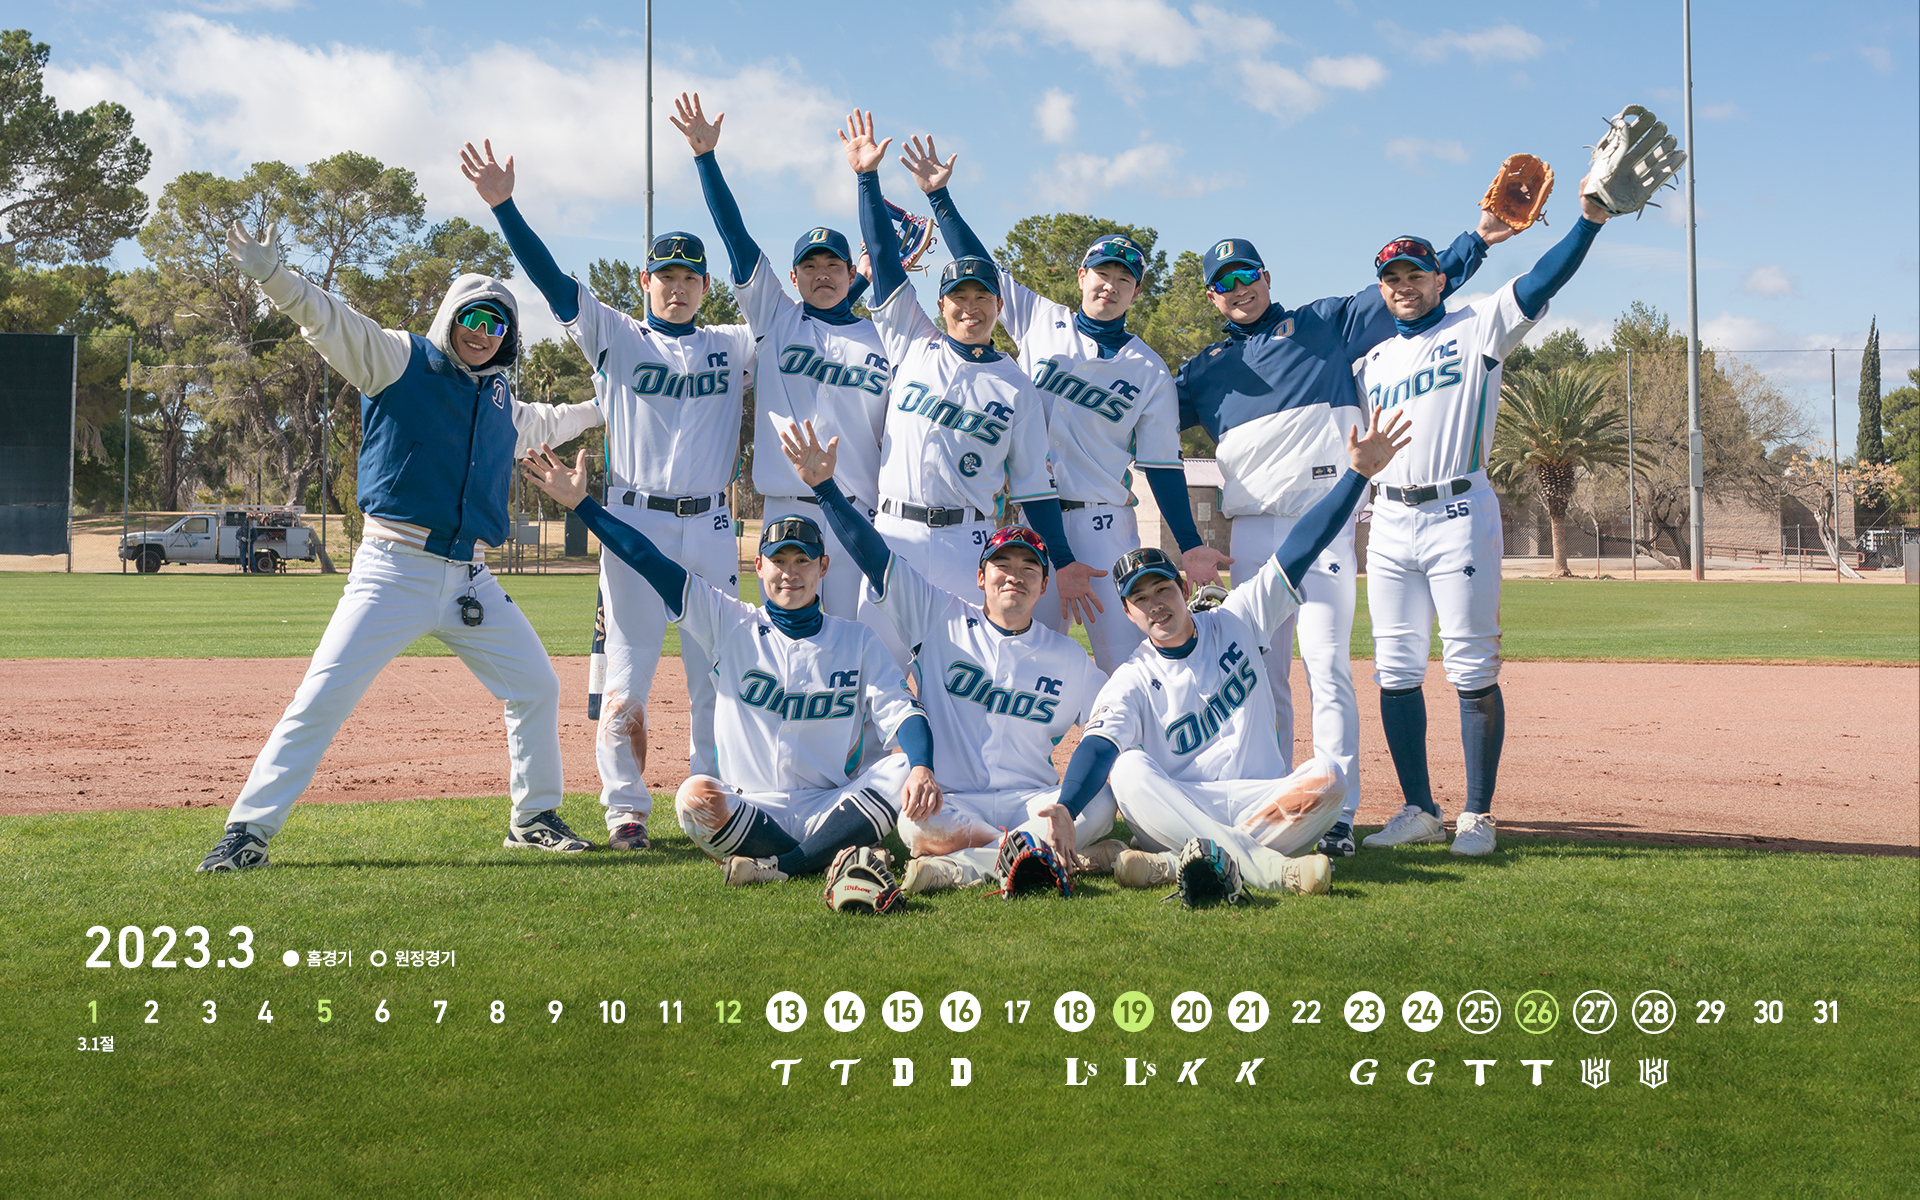 NC
DINOS
NC
DINOS
NC
DINOS
C
NC
DINOS
NC
DINOS
25
31
37
55
NC
DINOS
NC
DINOS
NC
DINOS
Wilson
2023.3 홈경기 원정경기
1 2 3 4 5 6 7 8 9 10 11 12 13 14 15 16 17 18 19 20 21 22 23 24 25 26 27 28 29 30 31
3.1절
T T D D L's L's K K G G T T